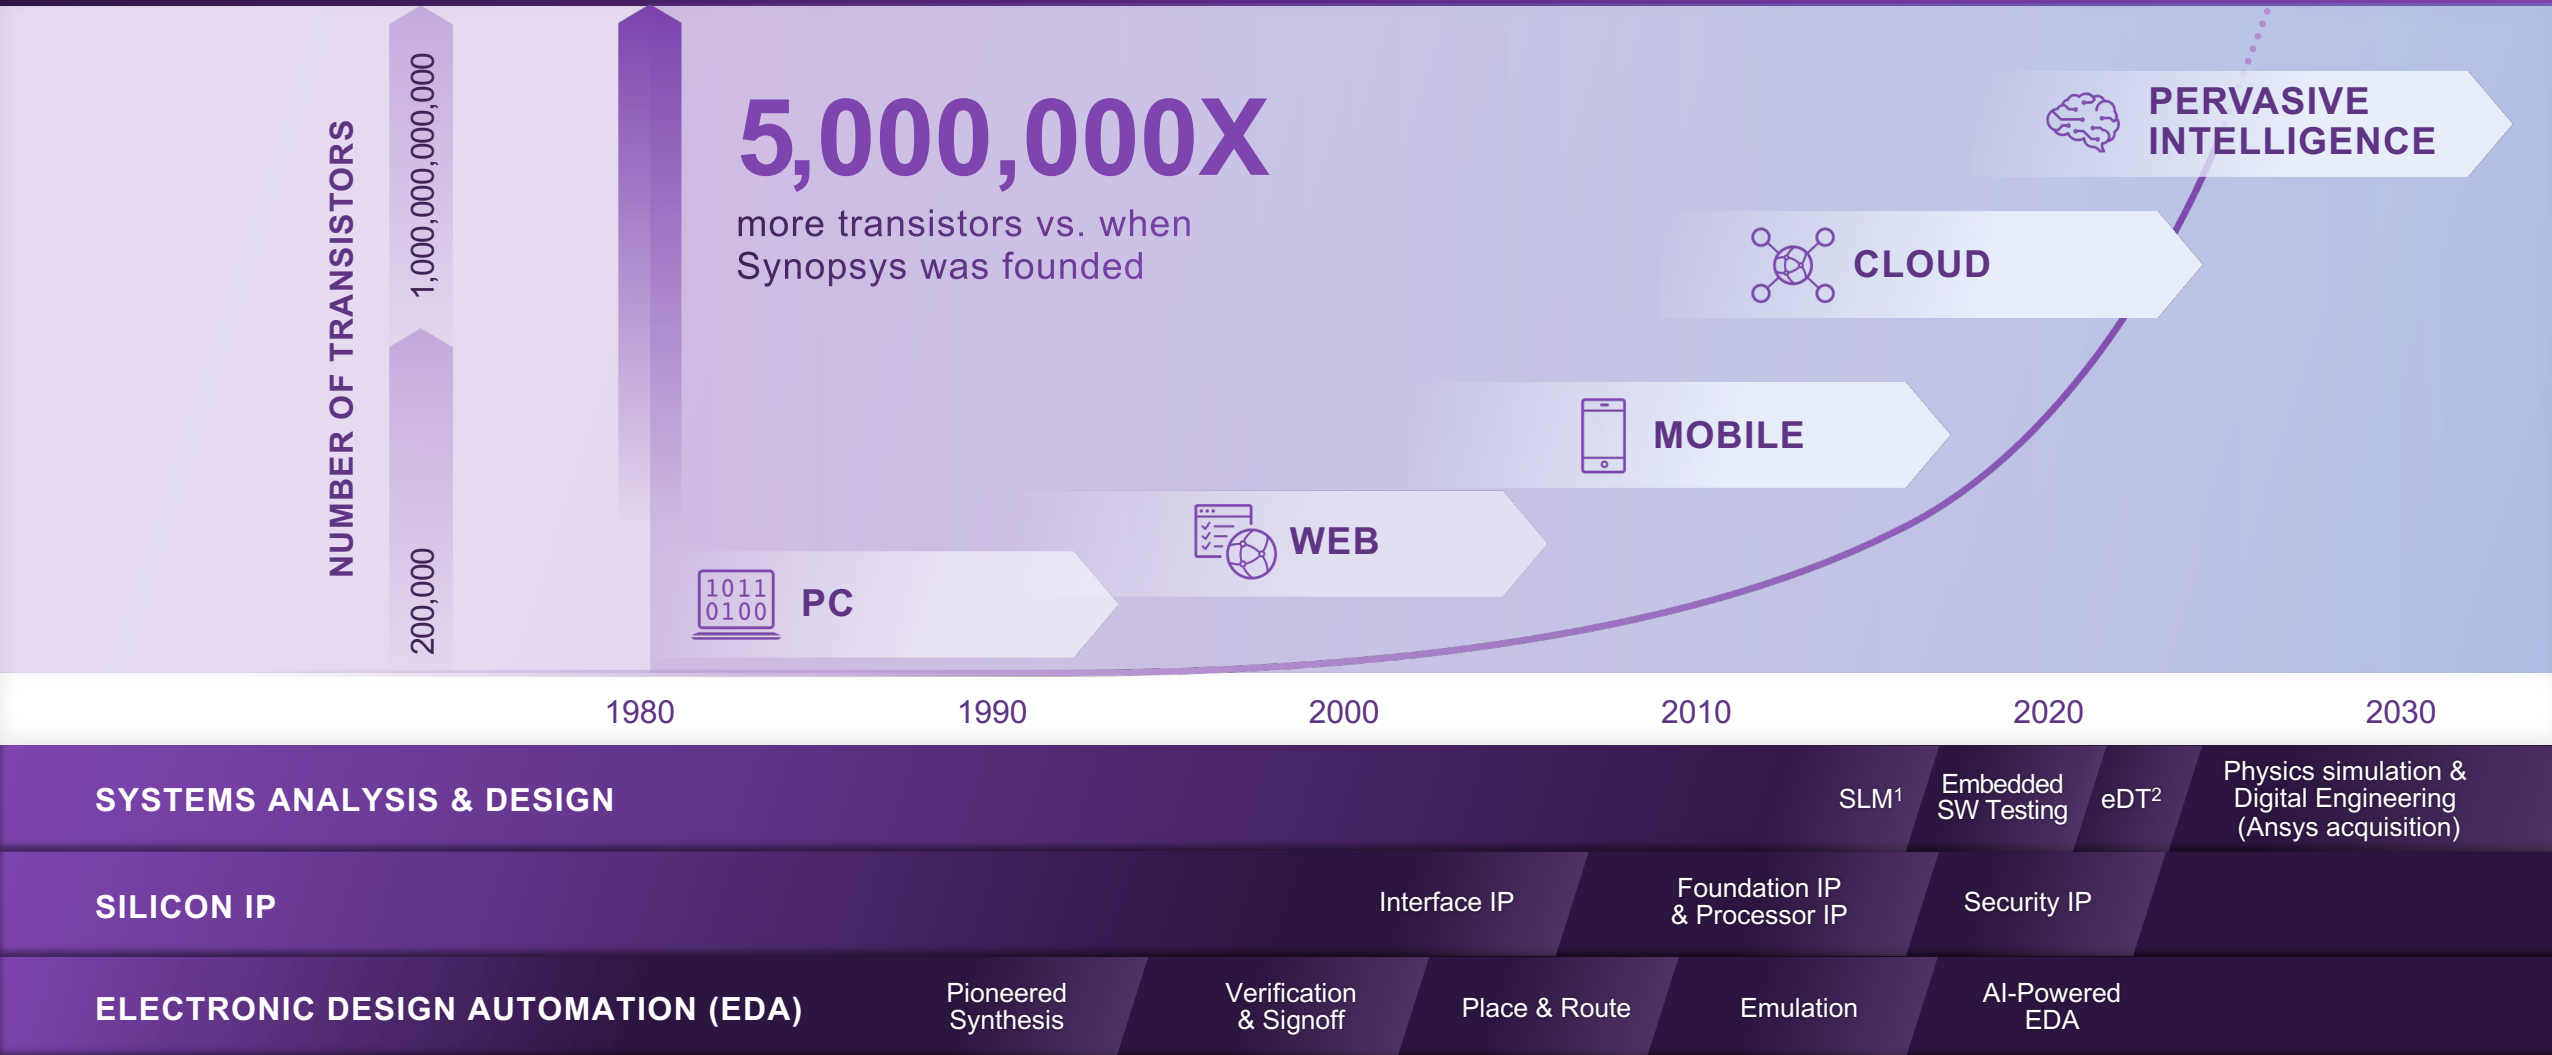 NUMBER OF TRANSISTORS
1,000,000,000,000
200,000
5,000,000X
more transistors vs. when
Synopsys was founded
PERVASIVE
INTELLIGENCE
CLOUD
MOBILE
WEB
1011
0100
PC
1980 1990 2000 2010 2020 2030
SYSTEMS ANALYSIS & DESIGN
SLM¹
Embedded
SW Testing
eDT²
Physics simulation &
Digital Engineering
(Ansys acquisition)
SILICON IP
Interface IP
Foundation IP
& Processor IP
Security IP
ELECTRONIC DESIGN AUTOMATION (EDA)
Pioneered
Synthesis
Verification
& Signoff
Place & Route
Emulation
AI-Powered
EDA